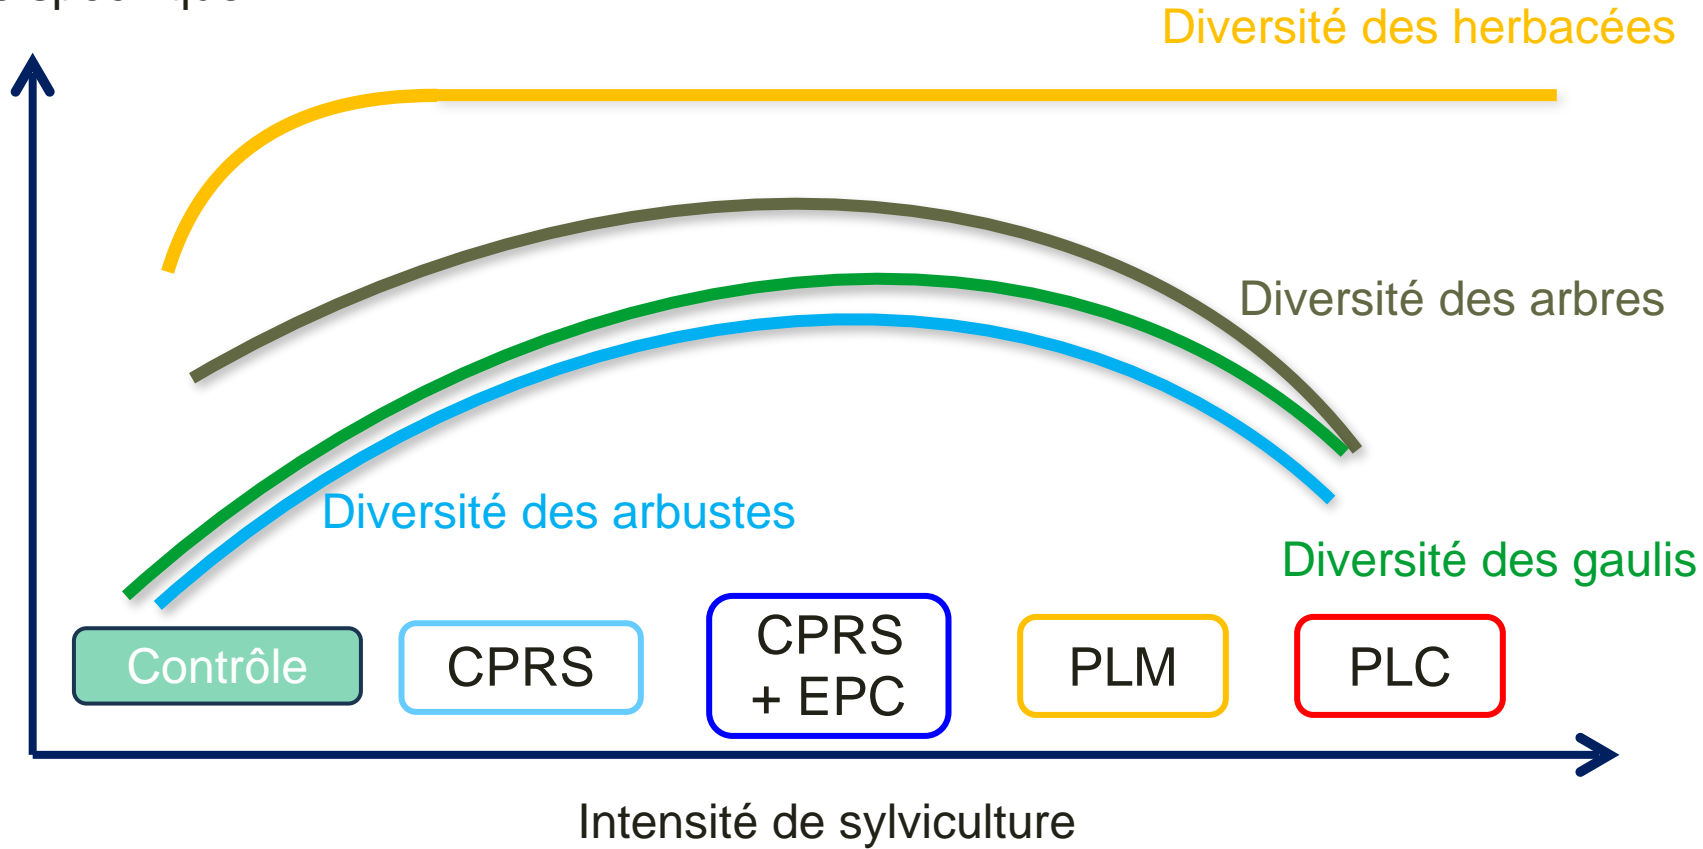 Diversité des herbacées
Diversité des arbres
Diversité des arbustes
Diversité des gaulis
Contrôle
CPRS
CPRS
+ EPC
PLM
PLC
Intensité de sylviculture